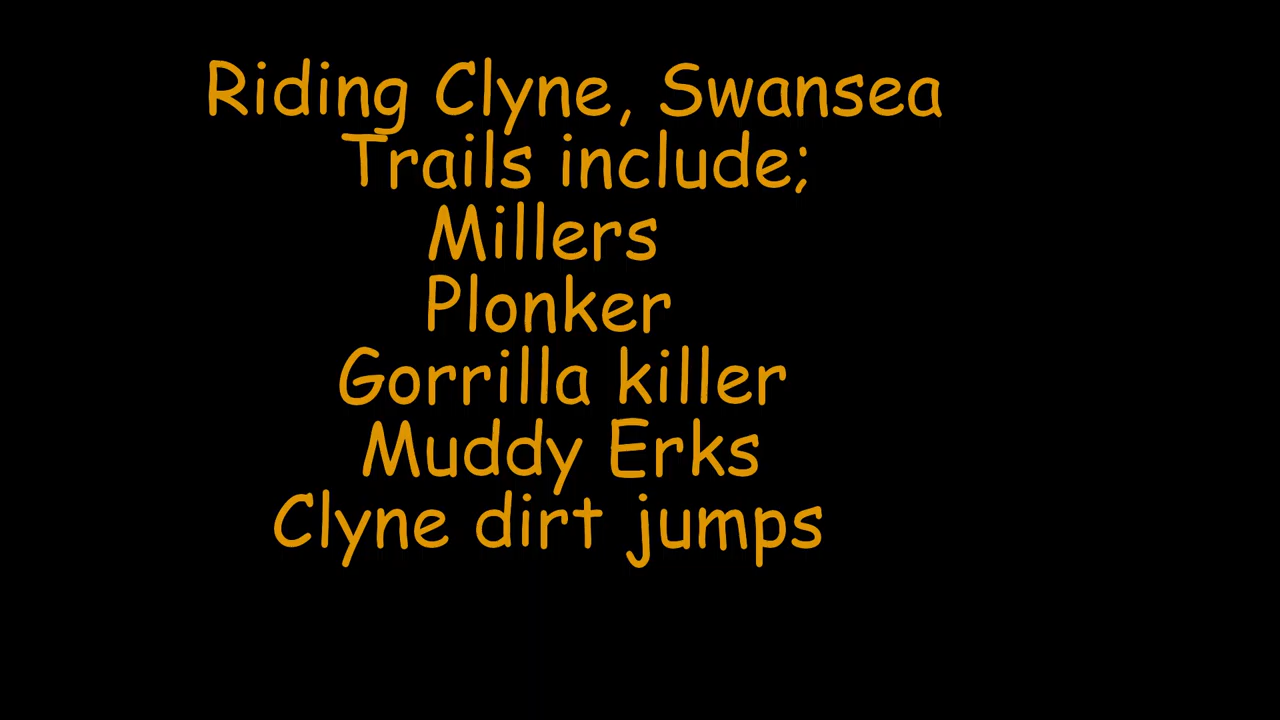 Riding Clyne, Swansea
Trails include;
Millers
Plonker
Gorrilla killer
Muddy Erks
Clyne dirt jumps